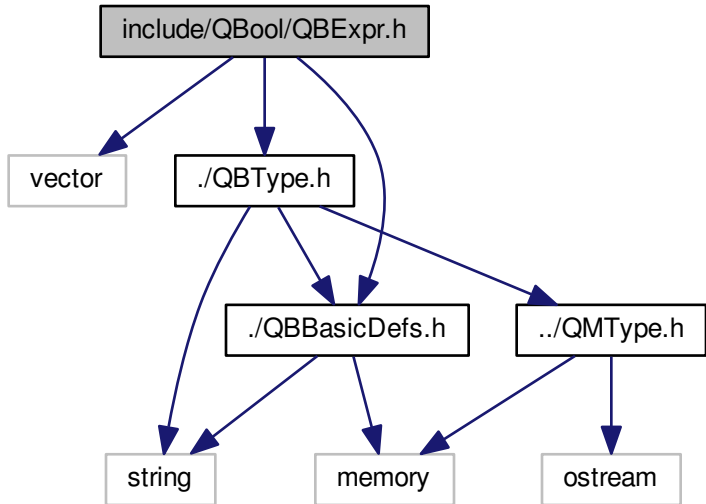 include/QBool/QBExpr.h
vector
./QBType.h
./QBBasicDefs.h
../QMType.h
string
memory
ostream